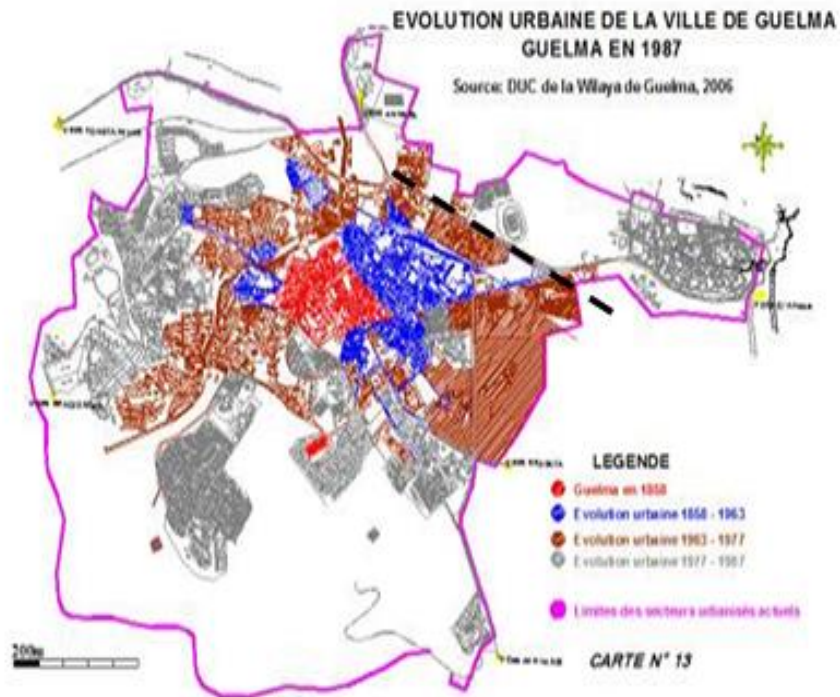 EVOLUTION URBAINE DE LA VILLE DE GUELMA
GUELMA EN 1987
Source: DUC de la Wilaya de Guelma, 2006
LEGENDE
Guelma en 1858
Evolution urbaine 1858 - 1963
Evolution urbaine 1963 - 1977
Evolution urbaine 1977 - 1987
Limites des secteurs urbanisés actuels
200m
CARTE N° 13